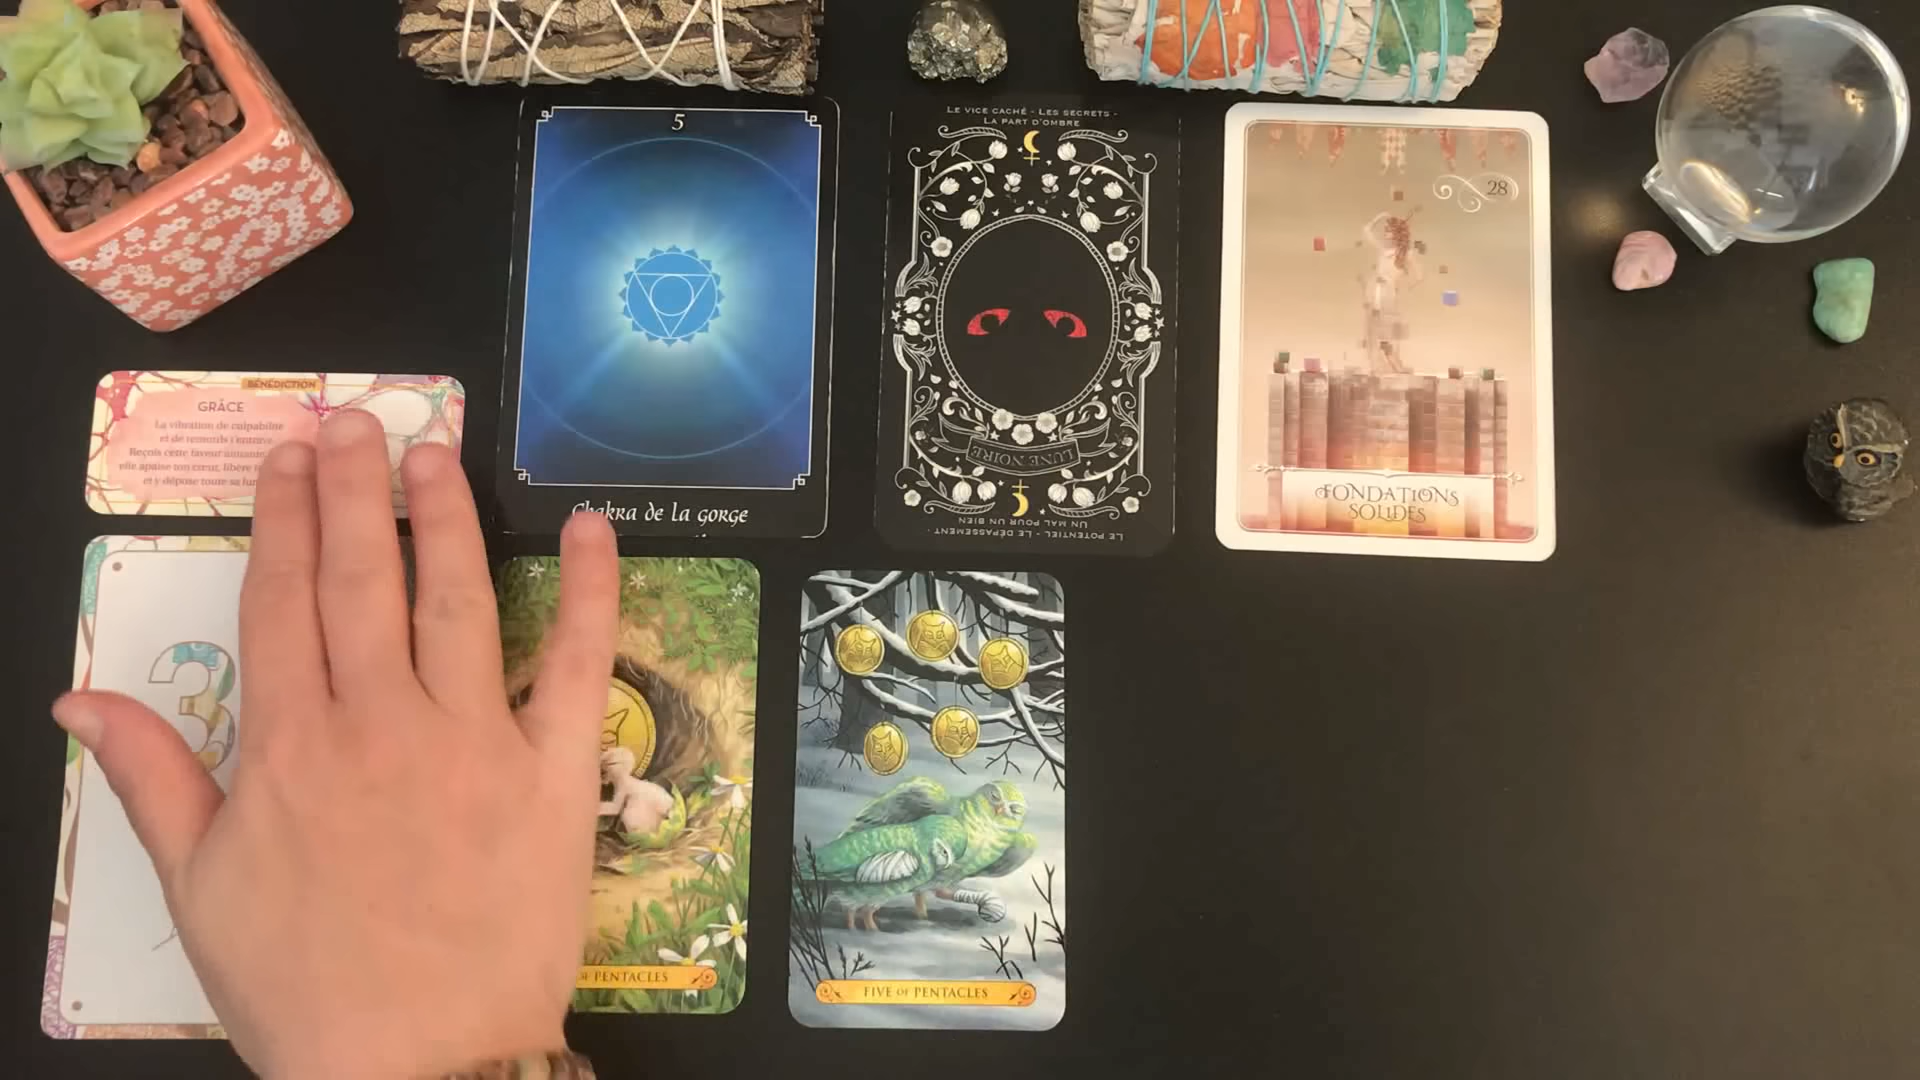 LE VICE CACHÉ - LES SECRETS -
LA PART D'OMBRE
5
28
BÉNÉDICTION
GRÂCE
La vibration de culpabilité
et de remords t'entrave.
Reçois cette faveur aimante
elle apaise ton cœur, libère
et y dépose toute sa
LUNE NOIRE
FONDATIONS
SOLIDES
Chakra de la gorge
LE POTENTIEL - LE DÉPASSEMENT -
UN MAL POUR UN BIEN
3
OF PENTACLES
FIVE OF PENTACLES